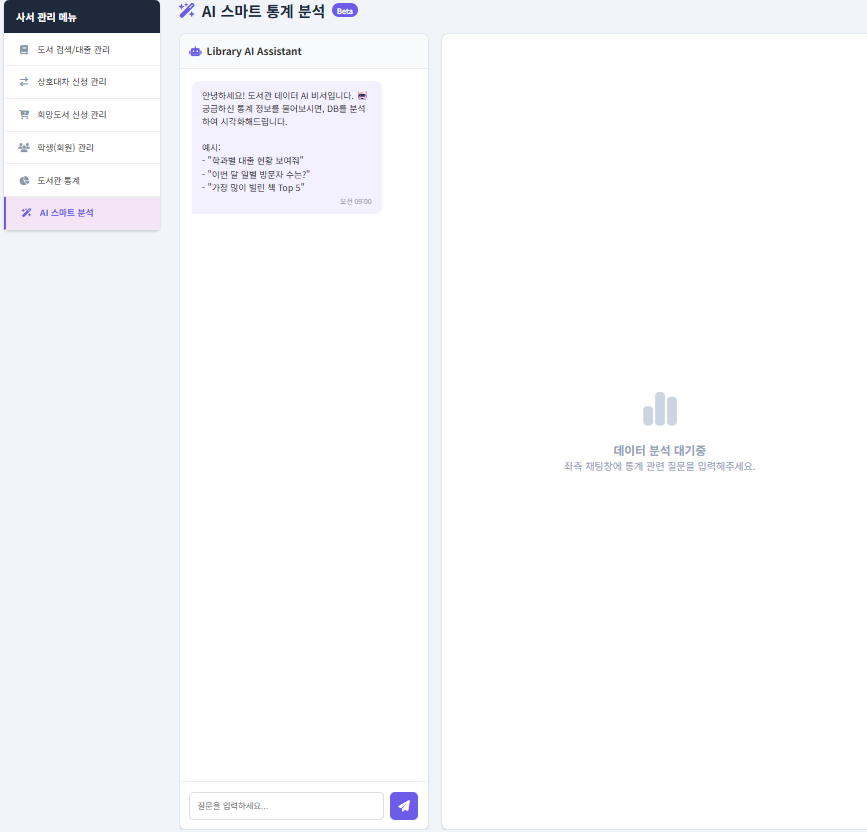 사서 관리 메뉴
도서 검색/대출 관리
상호대차 신청 관리
희망도서 신청 관리
학생(회원) 관리
도서관 통계
AI 스마트 분석
AI 스마트 통계 분석 Beta
Library AI Assistant
안녕하세요! 도서관 데이터 AI 비서입니다.
궁금하신 통계 정보를 물어보시면, DB를 분석
하여 시각화해드립니다.
예시:
- "학과별 대출 현황 보여줘"
- "이번 달 일별 방문자 수는?"
- "가장 많이 빌린 책 Top 5"
오전 09:00
질문을 입력하세요...
데이터 분석 대기중
좌측 채팅창에 통계 관련 질문을 입력해주세요.